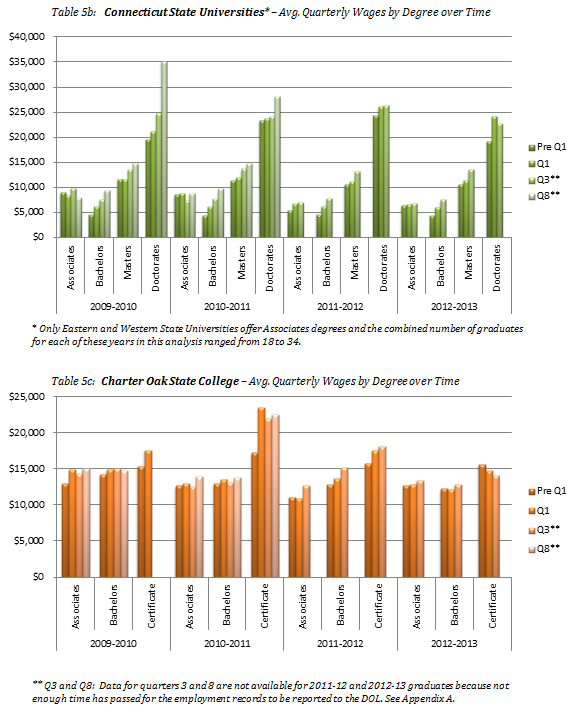 Table 5b: Connecticut State Universities* – Avg. Quarterly Wages by Degree over Time
$40,000
$35,000
$30,000
$25,000
$20,000
$15,000
$10,000
$5,000
$0
Pre Q1
Q1
Q3**
Q8**
Associates
Bachelors
Masters
Doctorates
Associates
Bachelors
Masters
Doctorates
Associates
Bachelors
Masters
Doctorates
Associates
Bachelors
Masters
Doctorates
2009-2010
2010-2011
2011-2012
2012-2013
* Only Eastern and Western State Universities offer Associates degrees and the combined number of graduates
for each of these years in this analysis ranged from 18 to 34.
Table 5c: Charter Oak State College – Avg. Quarterly Wages by Degree over Time
$25,000
$20,000
$15,000
$10,000
$5,000
$0
Pre Q1
Q1
Q3**
Q8**
Associates
Bachelors
Certificate
Associates
Bachelors
Certificate
Associates
Bachelors
Certificate
Associates
Bachelors
Certificate
2009-2010
2010-2011
2011-2012
2012-2013
** Q3 and Q8: Data for quarters 3 and 8 are not available for 2011-12 and 2012-13 graduates because not
enough time has passed for the employment records to be reported to the DOL. See Appendix A.